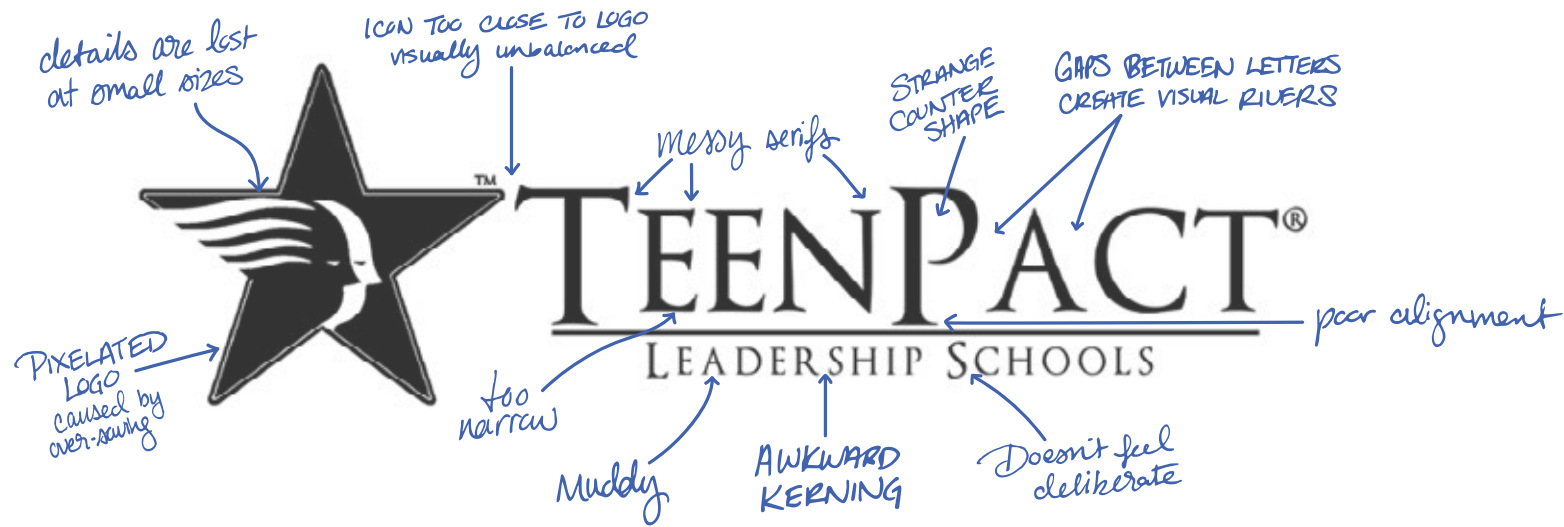 details are lost
at small sizes
ICON TOO CLOSE TO LOGO
visually unbalanced
messy serifs
STRANGE
COUNTER
SHAPE
GAPS BETWEEN LETTERS
CREATE VISUAL RIVERS
TM
TEENPACT®
LEADERSHIP SCHOOLS
poor alignment
PIXELATED
LOGO
caused by
over-saving
too
narrow
Muddy
AWKWARD
KERNING
Doesn't feel
deliberate